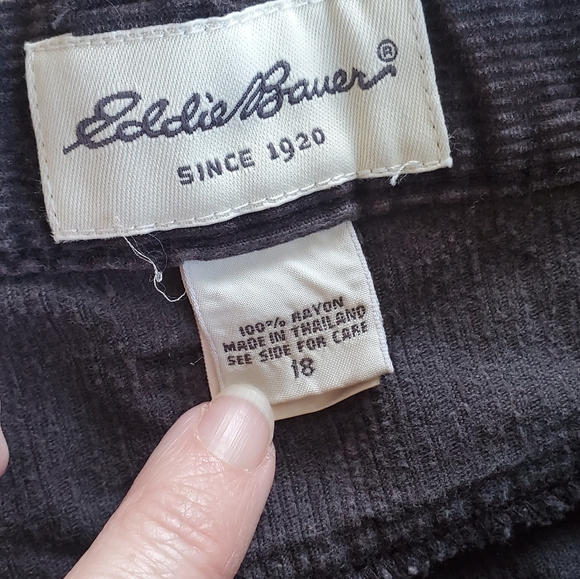 Eddie Bauer®
SINCE 1920
100% RAYON
MADE IN THAILAND
SEE SIDE FOR CARE
18